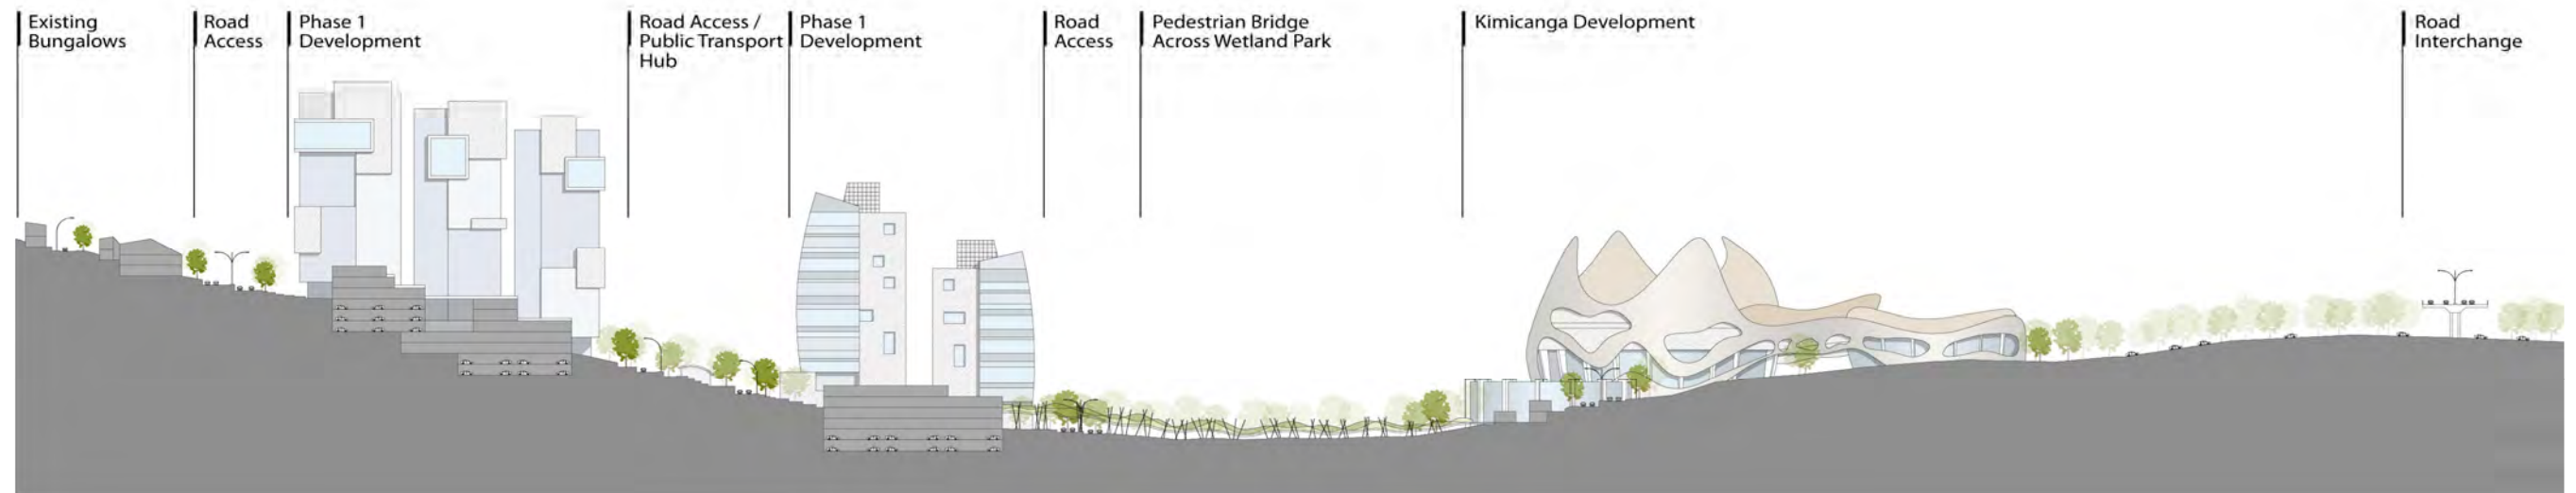 Existing
Bungalows
Road
Access
Phase 1
Development
Road Access /
Public Transport
Hub
Phase 1
Development
Road
Access
Pedestrian Bridge
Across Wetland Park
Kimicanga Development
Road
Interchange